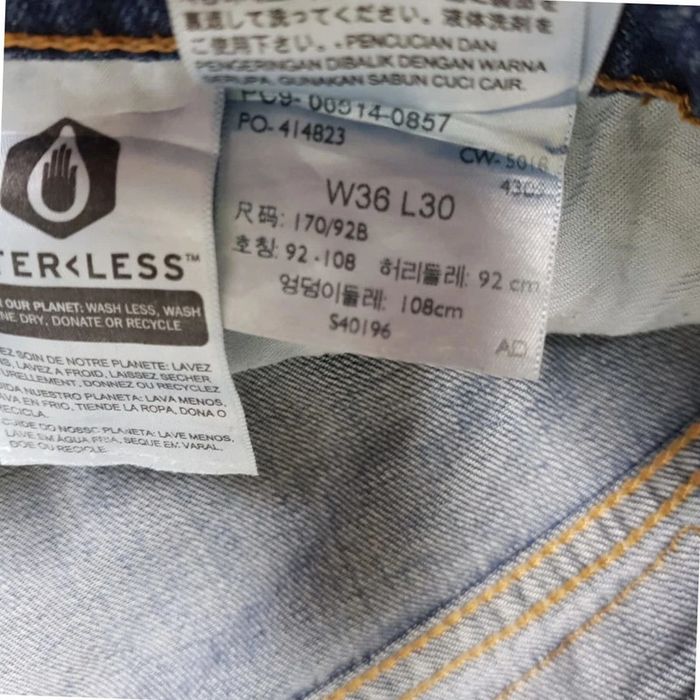 裏返して洗ってください。液体洗剤を
ご使用下さい。•PENCUCIAN DAN
PENGERINGAN DIBALIK DENGAN WARNA
SERUPA. GUNAKAN SABUN CUCI CAIR.
PC9-00514-0857
PO-414823
W36 L30
尺码: 170/92B
호칭: 92 -108 허리둘레: 92 cm
엉덩이둘레: 108cm
S40196
AD
TER<LESS™
OUR PLANET: WASH LESS, WASH
NE DRY, DONATE OR RECYCLE
EZ SOIN DE NOTRE PLANETE: LAVEZ
S, LAVEZ A FROID, LAISSEZ SECHER
URELLEMENT, DONNEZ OU RECYCLEZ
IDA NUESTRO PLANETA: LAVA MENOS,
AVA EN FRIO, TIENDE LA ROPA, DONA O
RECICLA.
CUIDE DO NOSSO PLANETA: LAVE MENOS,
LAVE EM AGUA FRIA, SEQUE EM VARAL,
DOE OU RECICLE.